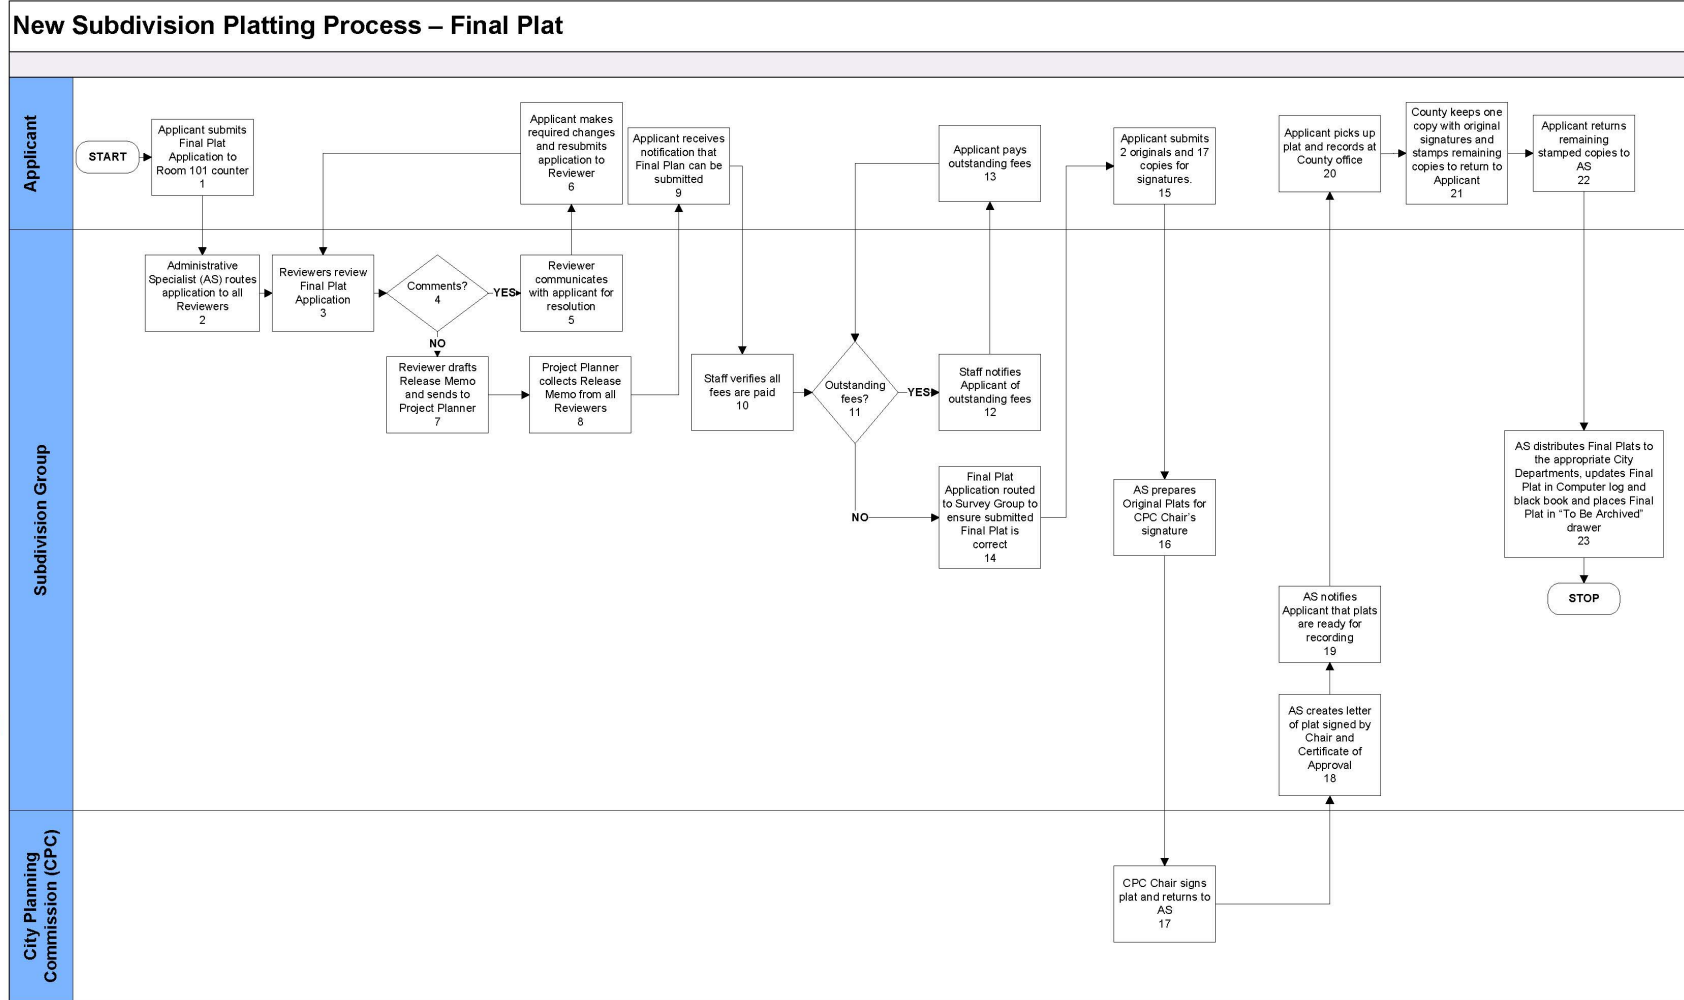 New Subdivision Platting Process – Final Plat
Applicant
START
Applicant submits
Final Plat
Application to
Room 101 counter
1
Applicant makes
required changes
and resubmits
application to
Reviewer
6
Applicant receives
notification that
Final Plan can be
submitted
9
Applicant pays
outstanding fees
13
Applicant submits
2 originals and 17
copies for
signatures.
15
Applicant picks up
plat and records at
County office
20
County keeps one
copy with original
signatures and
stamps remaining
copies to return to
Applicant
21
Applicant returns
remaining
stamped copies to
AS
22
Subdivision Group
Administrative
Specialist (AS) routes
application to all
Reviewers
2
Reviewers review
Final Plat
Application
3
Comments?
4
YES
Reviewer
communicates
with applicant for
resolution
5
NO
Reviewer drafts
Release Memo
and sends to
Project Planner
7
Project Planner
collects Release
Memo from all
Reviewers
8
Staff verifies all
fees are paid
10
Outstanding
fees?
11
YES
Staff notifies
Applicant of
outstanding fees
12
NO
Final Plat
Application routed
to Survey Group to
ensure submitted
Final Plat is
correct
14
AS prepares
Original Plats for
CPC Chair's
signature
16
AS notifies
Applicant that plats
are ready for
recording
19
AS creates letter
of plat signed by
Chair and
Certificate of
Approval
18
AS distributes Final Plats to
the appropriate City
Departments, updates Final
Plat in Computer log and
black book and places Final
Plat in “To Be Archived”
drawer
23
STOP
City Planning
Commission (CPC)
CPC Chair signs
plat and returns to
AS
17